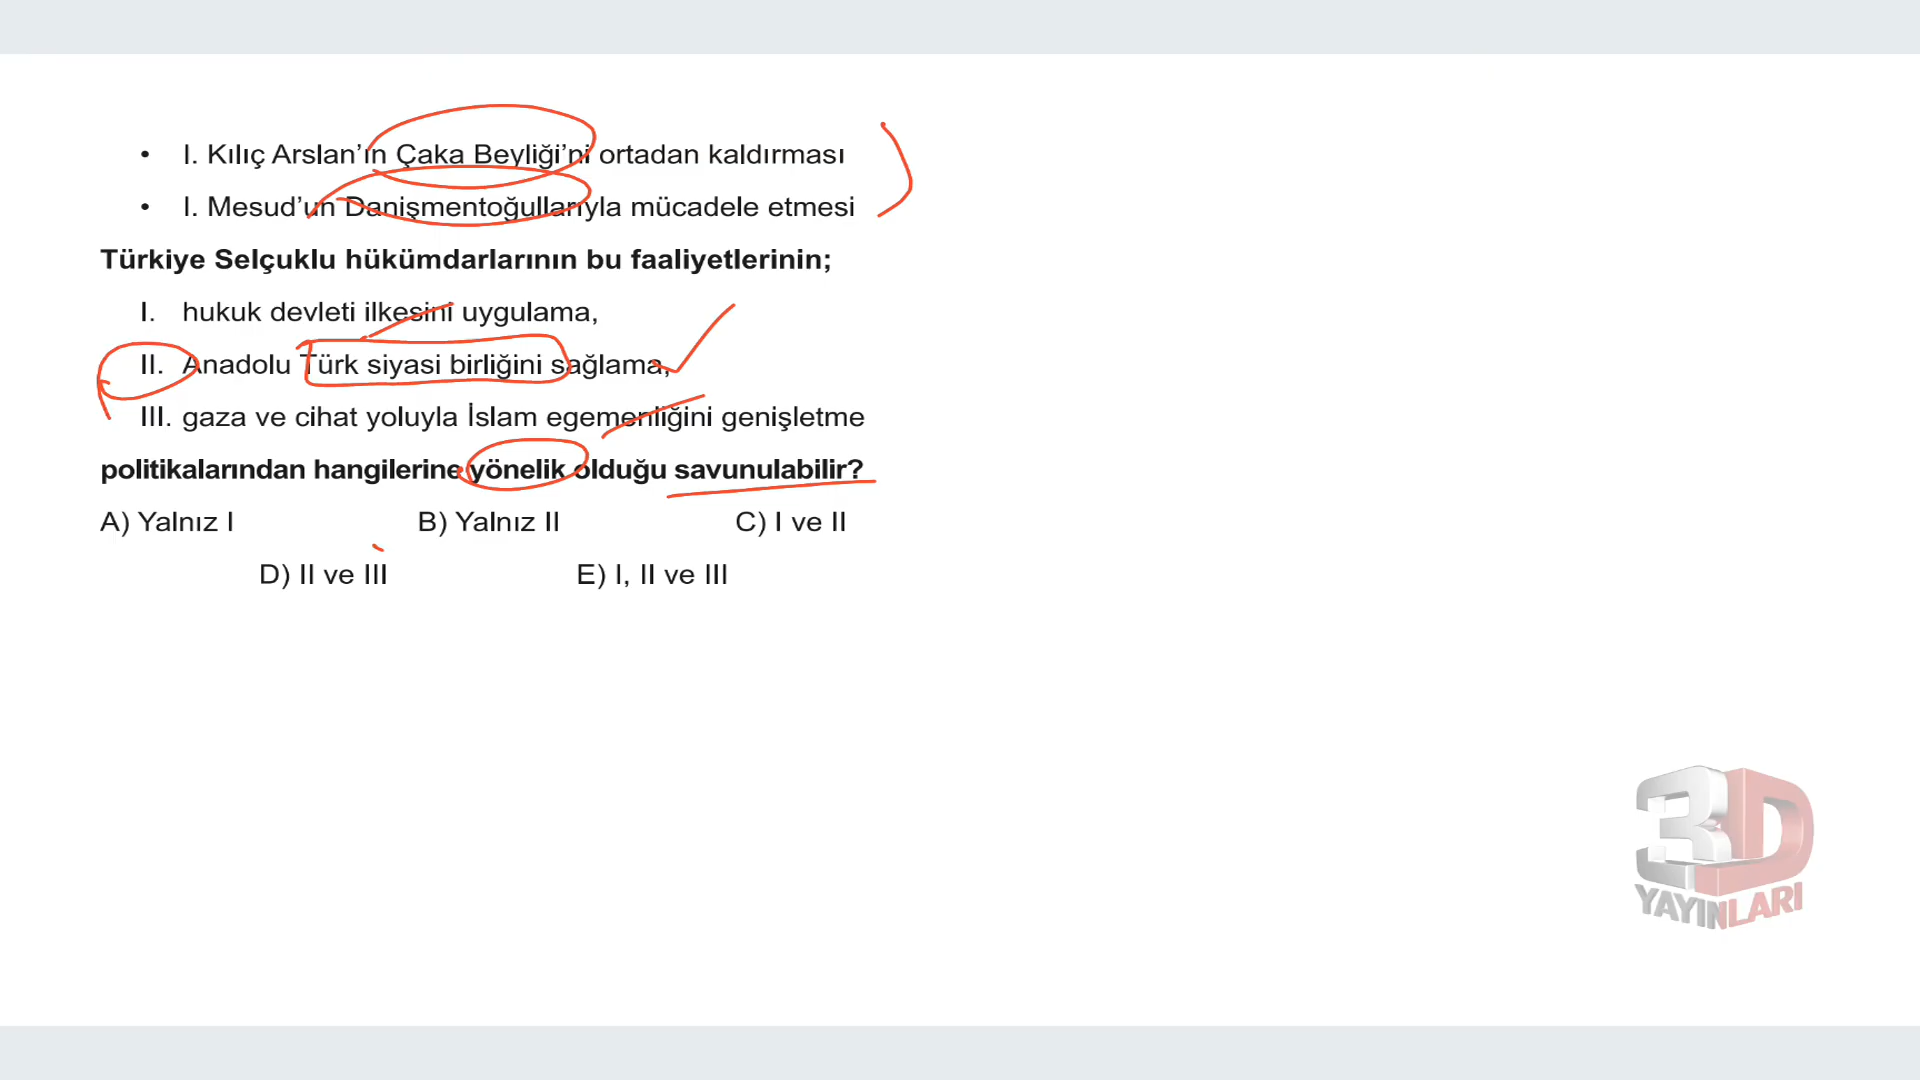 • I. Kılıç Arslan’ın Çaka Beyliği’ni ortadan kaldırması
• I. Mesud’un Danişmentoğullarıyla mücadele etmesi
Türkiye Selçuklu hükümdarlarının bu faaliyetlerinin;
I. hukuk devleti ilkesini uygulama,
II. Anadolu Türk siyasi birliğini sağlama,
III. gaza ve cihat yoluyla İslam egemenliğini genişletme
politikalarından hangilerine yönelik olduğu savunulabilir?
A) Yalnız I B) Yalnız II C) I ve II
D) II ve III E) I, II ve III
3D
YAYINLARI